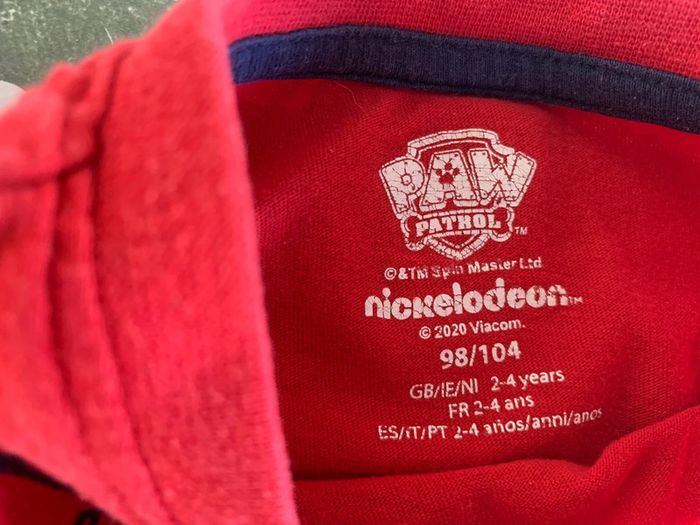 PAW
PATROL TM
©&TM Spin Master Ltd
nickelodeon TM
© 2020 Viacom.
98/104
GB/IE/NI 2-4 years
FR 2-4 ans
ES/IT/PT 2-4 años/anni/anos